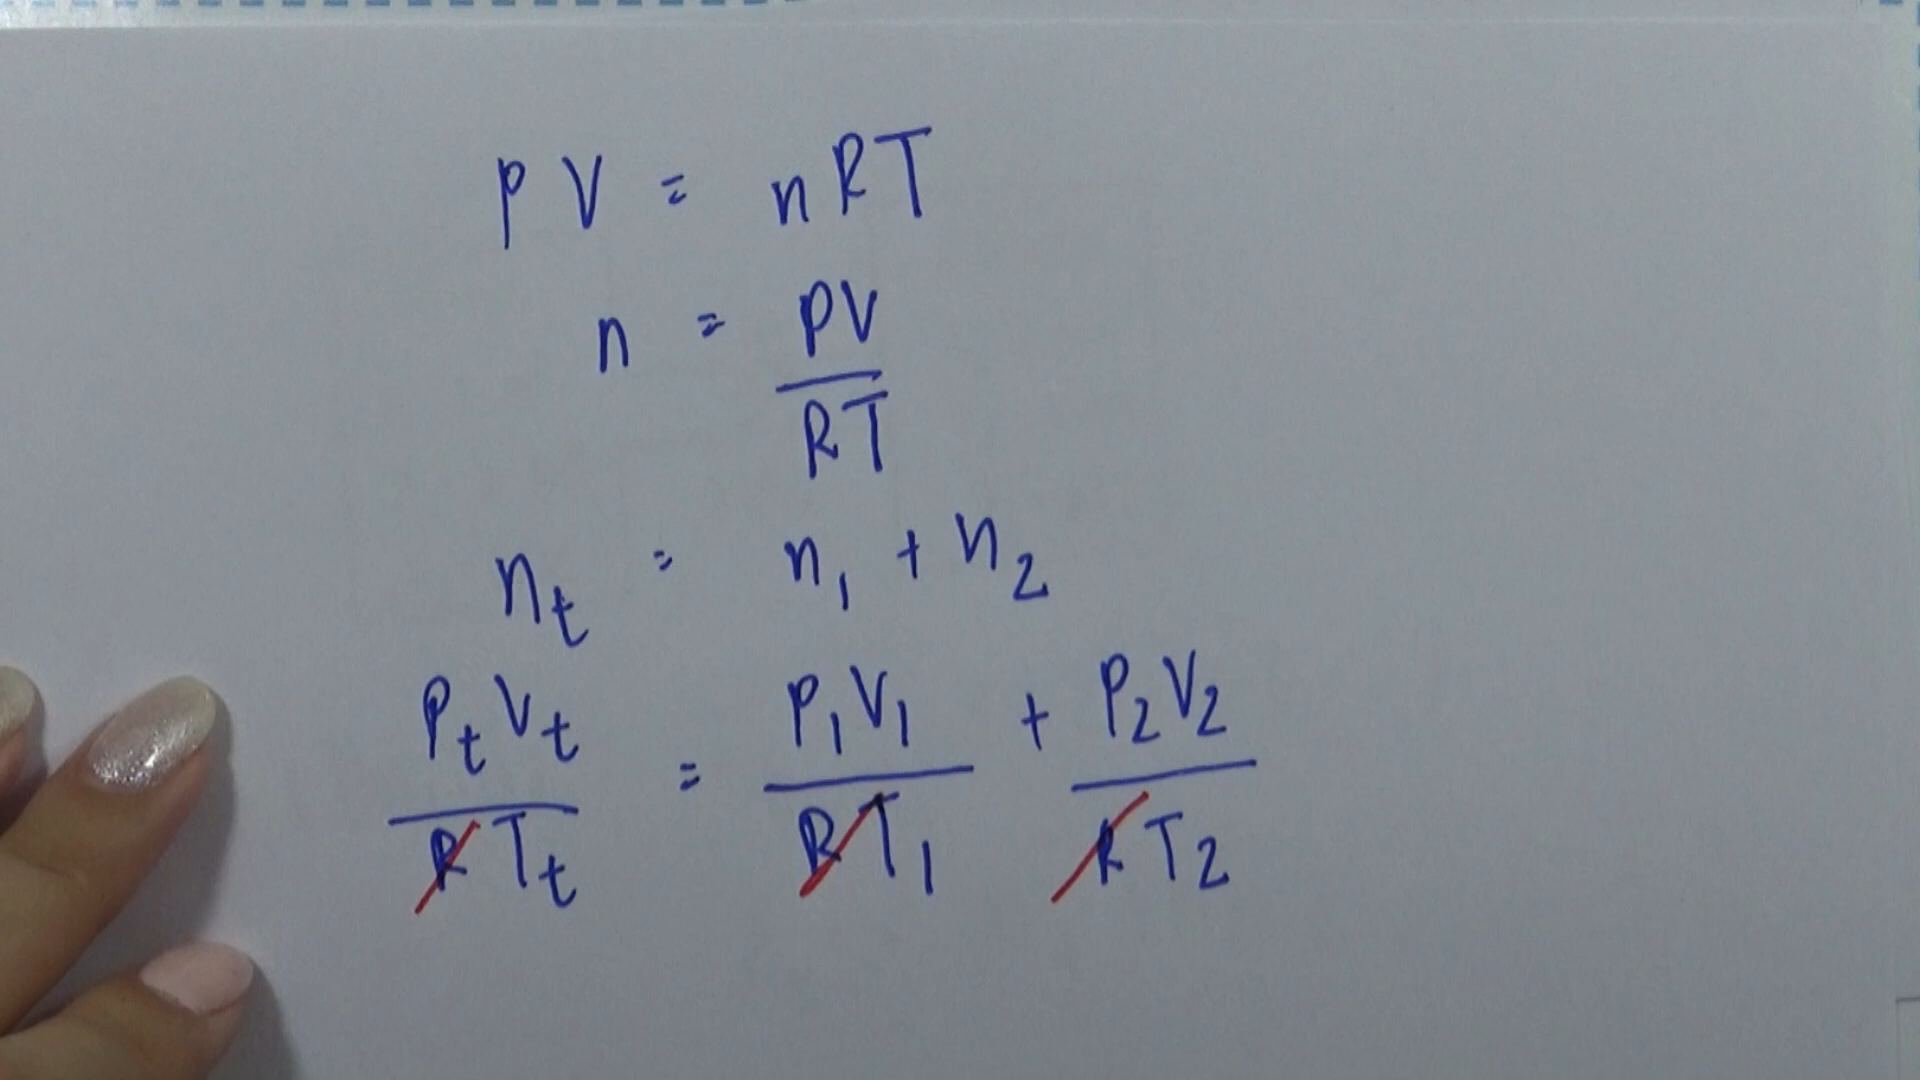 PV = nRT
n = PV/RT
nₜ = n₁ + n₂
PₜVₜ/RTₜ = P₁V₁/RT₁ + P₂V₂/RT₂